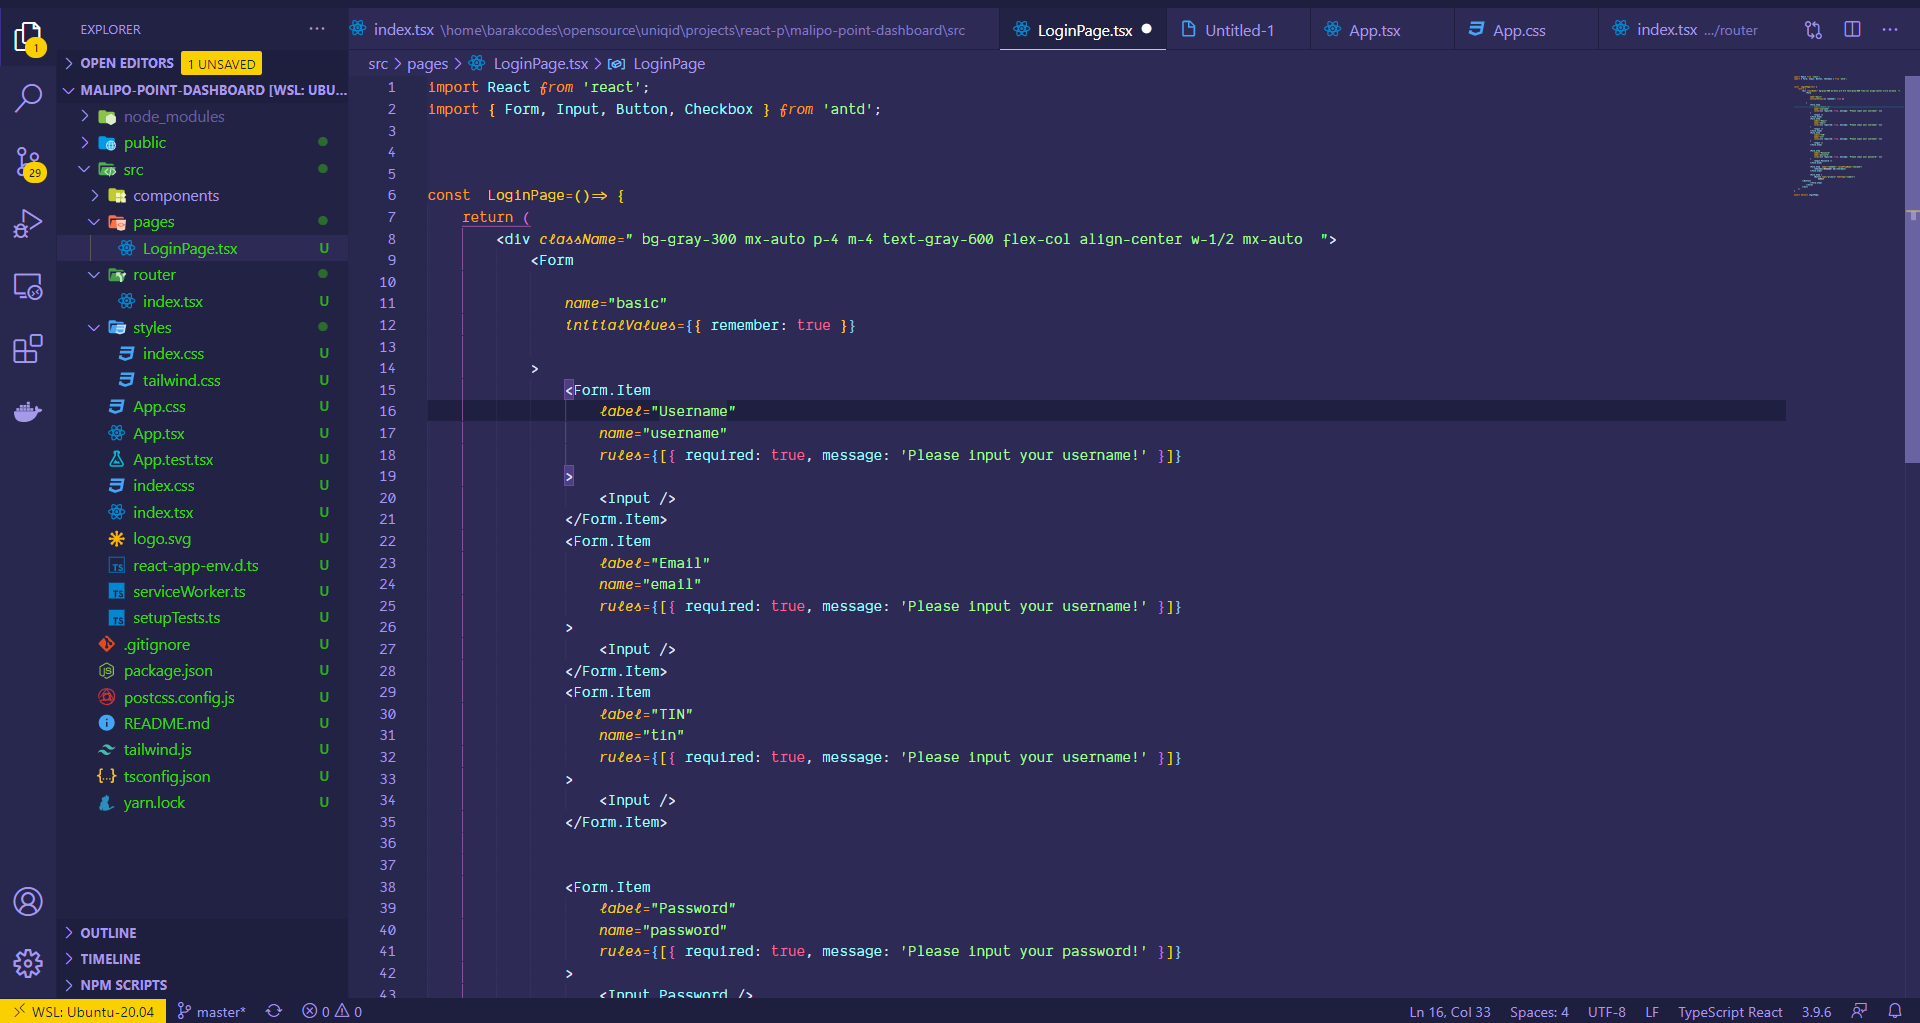 EXPLORER
index.tsx \home\barakcodes\opensource\uniqid\projects\react-p\malipo-point-dashboard\src
LoginPage.tsx
Untitled-1
App.tsx
App.css
index.tsx .../router
1
29
OPEN EDITORS 1 UNSAVED
MALIPO-POINT-DASHBOARD [WSL: UBU...
node_modules
public
src
components
pages
LoginPage.tsx U
router
index.tsx U
styles
index.css U
tailwind.css U
App.css U
App.tsx U
App.test.tsx U
index.css U
index.tsx U
logo.svg U
react-app-env.d.ts U
serviceWorker.ts U
setupTests.ts U
.gitignore U
package.json U
postcss.config.js U
README.md U
tailwind.js U
tsconfig.json U
yarn.lock U
OUTLINE
TIMELINE
NPM SCRIPTS
src > pages > LoginPage.tsx > LoginPage
1 import React from 'react';
2 import { Form, Input, Button, Checkbox } from 'antd';
3
4
5
6 const  LoginPage=()=> {
7 return (
8 <div className=" bg-gray-300 mx-auto p-4 m-4 text-gray-600 flex-col align-center w-1/2 mx-auto  ">
9 <Form
10
11 name="basic"
12 initialValues={{ remember: true }}
13
14 >
15 <Form.Item
16 label="Username"
17 name="username"
18 rules={[{ required: true, message: 'Please input your username!' }]}
19 >
20 <Input />
21 </Form.Item>
22 <Form.Item
23 label="Email"
24 name="email"
25 rules={[{ required: true, message: 'Please input your username!' }]}
26 >
27 <Input />
28 </Form.Item>
29 <Form.Item
30 label="TIN"
31 name="tin"
32 rules={[{ required: true, message: 'Please input your username!' }]}
33 >
34 <Input />
35 </Form.Item>
36
37
38 <Form.Item
39 label="Password"
40 name="password"
41 rules={[{ required: true, message: 'Please input your password!' }]}
42 >
43 <Input.Password />
WSL: Ubuntu-20.04 master* 0 0 Ln 16, Col 33 Spaces: 4 UTF-8 LF TypeScript React 3.9.6